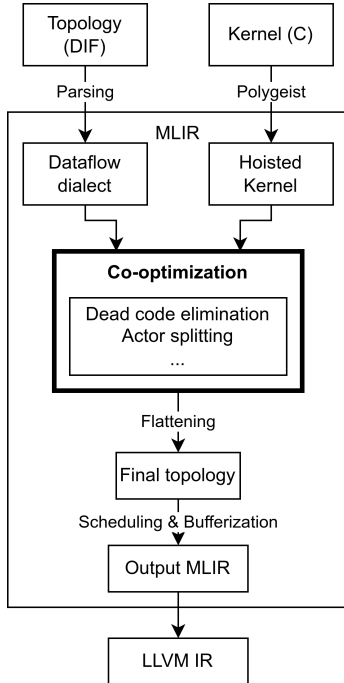 Topology
(DIF)
Kernel (C)
Parsing
Polygeist
MLIR
Dataflow
dialect
Hoisted
Kernel
Co-optimization
Dead code elimination
Actor splitting
...
Flattening
Final topology
Scheduling & Bufferization
Output MLIR
LLVM IR